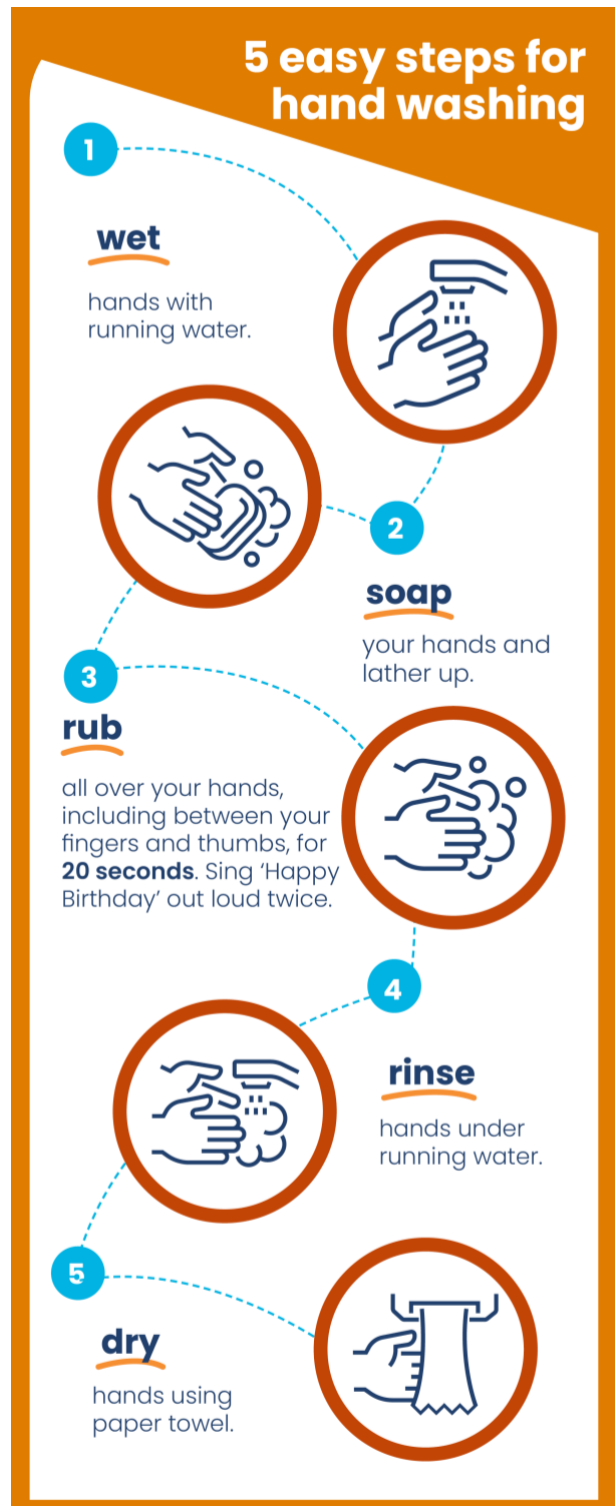 5 easy steps for
hand washing
1
wet
hands with
running water.
2
soap
your hands and
lather up.
3
rub
all over your hands,
including between your
fingers and thumbs, for
20 seconds. Sing ‘Happy
Birthday’ out loud twice.
4
rinse
hands under
running water.
5
dry
hands using
paper towel.